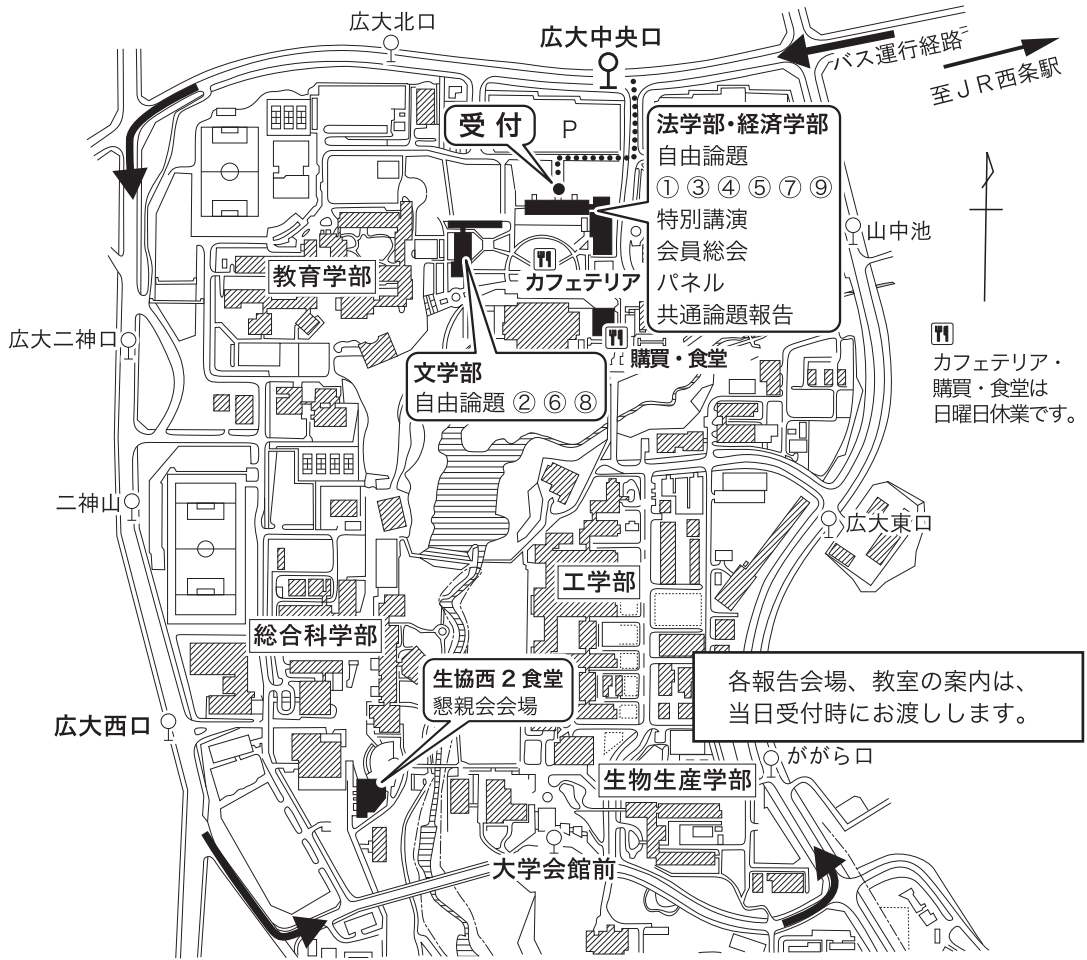 広大北口
広大中央口
バス運行経路
至JR西条駅
受付
P
法学部・経済学部
自由論題
①③④⑤⑦⑨
特別講演
会員総会
パネル
共通論題報告
山中池
教育学部
カフェテリア
広大二神口
購買・食堂
文学部
自由論題 ②⑥⑧
カフェテリア・
購買・食堂は
日曜日休業です。
二神山
広大東口
工学部
総合科学部
生協西2食堂
懇親会会場
各報告会場、教室の案内は、
当日受付時にお渡しします。
広大西口
ががら口
生物生産学部
大学会館前